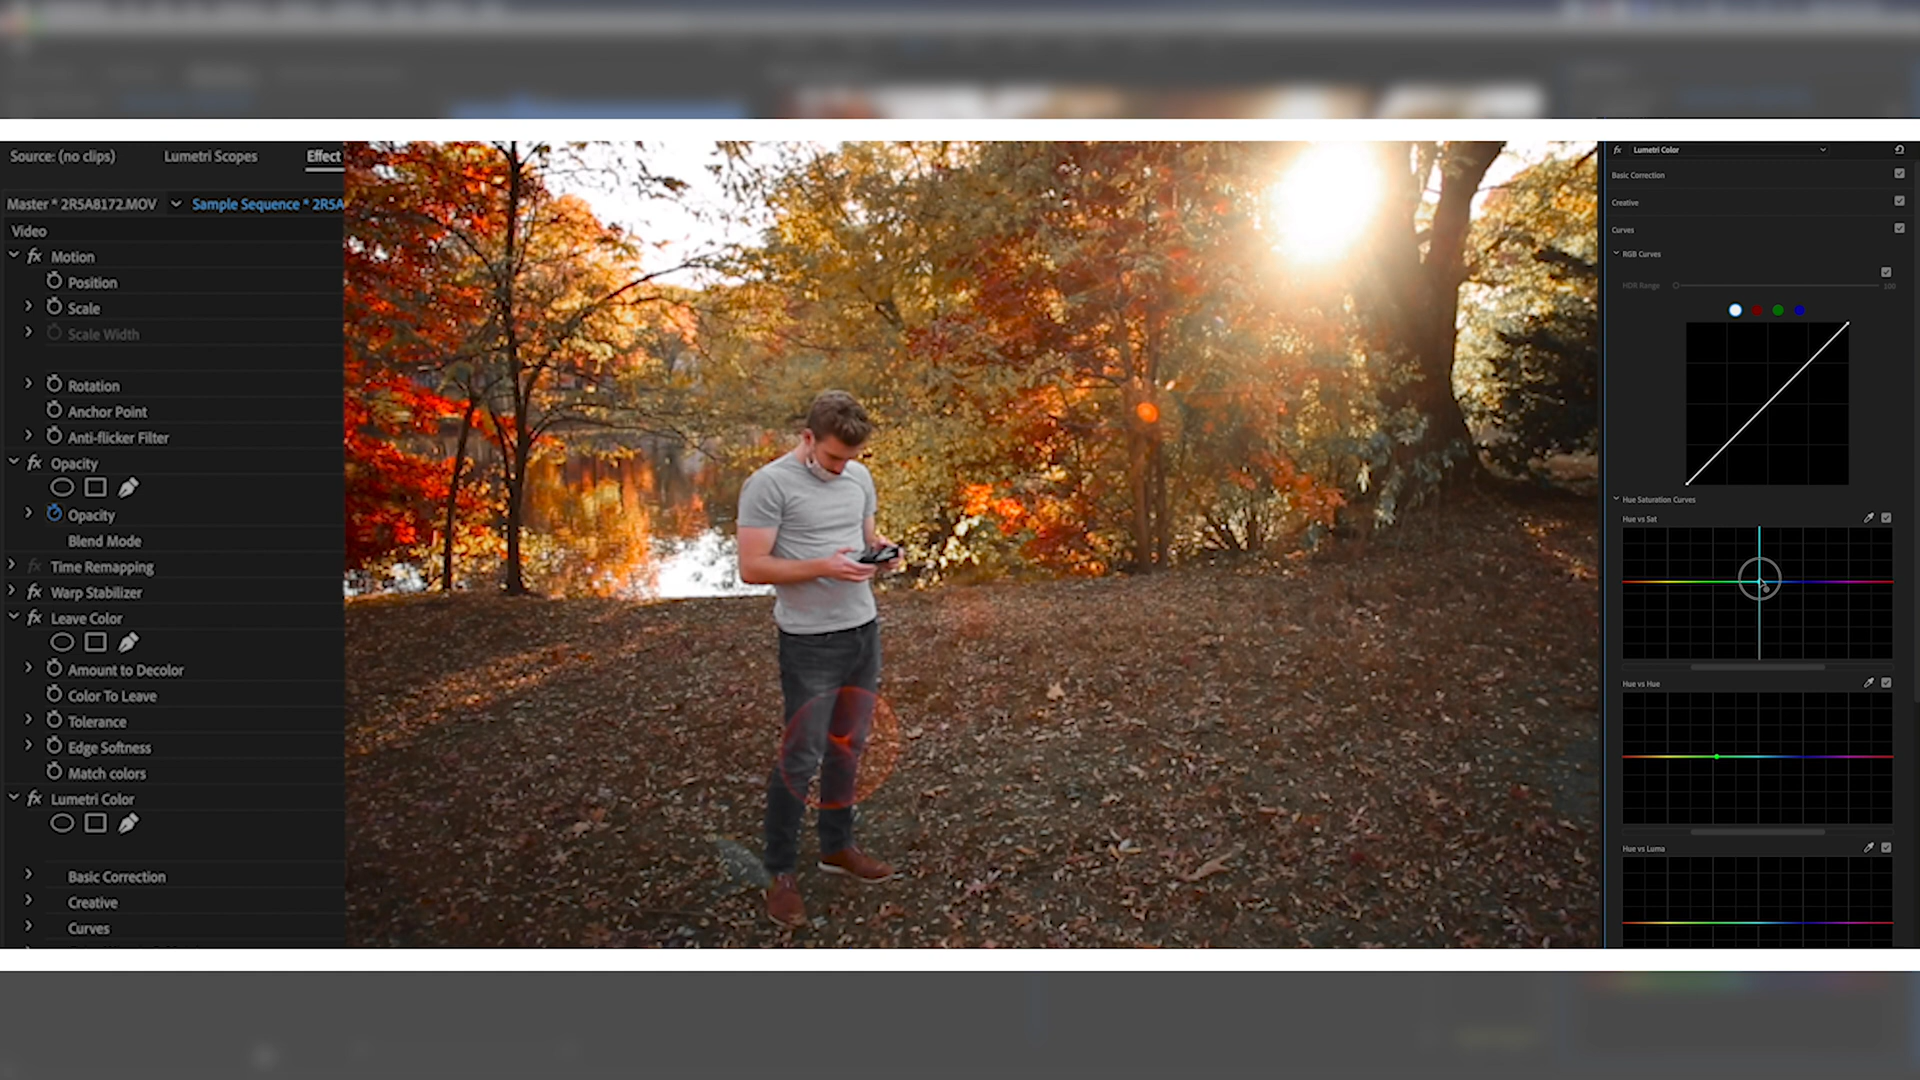 Source: (no clips) Lumetri Scopes Effect
Master * 2R5A8172.MOV Sample Sequence * 2R5A
Video
fx Motion
Position
Scale
Scale Width
Rotation
Anchor Point
Anti-flicker Filter
fx Opacity
Opacity
Blend Mode
fx Time Remapping
fx Warp Stabilizer
fx Leave Color
Amount to Decolor
Color To Leave
Tolerance
Edge Softness
Match colors
fx Lumetri Color
Basic Correction
Creative
Curves
fx Lumetri Color
Basic Correction
Creative
Curves
RGB Curves
HDR Range 100
Hue Saturation Curves
Hue vs Sat
Hue vs Hue
Hue vs Luma